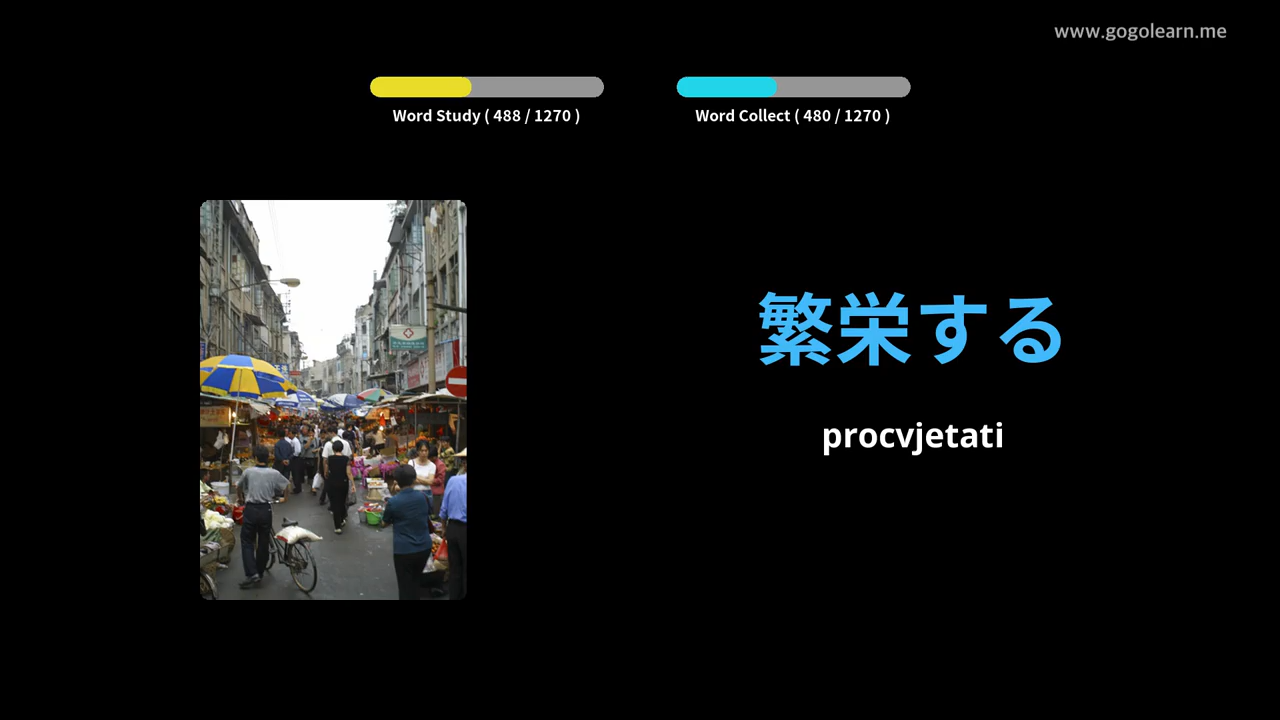 www.gogolearn.me
Word Study ( 488 / 1270 )
Word Collect ( 480 / 1270 )
繁栄する
procvjetati